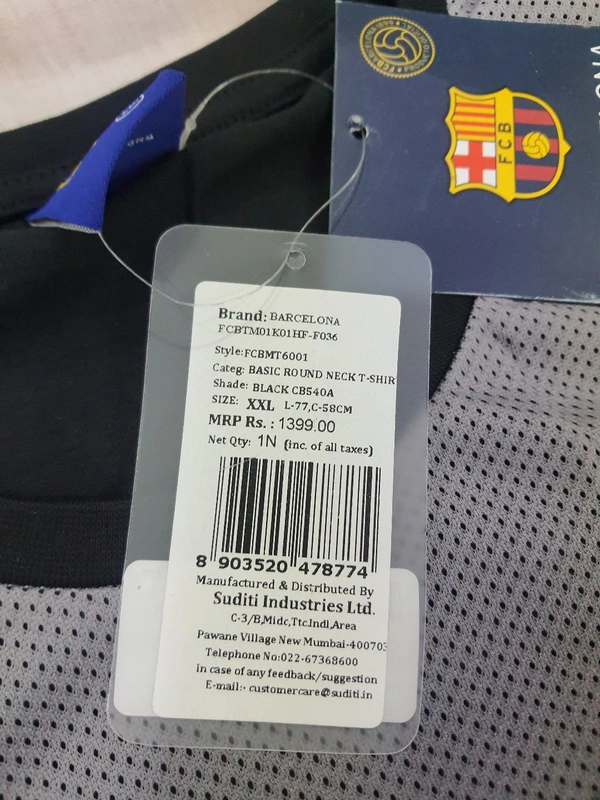 FCB
Brand: BARCELONA
FCBTM01K01HF-F036
Style:FCBMT6001
Categ: BASIC ROUND NECK T-SHIR
Shade: BLACK CB540A
SIZE: XXL L-77,C-58CM
MRP Rs. : 1399.00
Net Qty: 1N (inc. of all taxes)
8 903520 478774
Manufactured & Distributed By
Suditi Industries Ltd.
C-3/B,Midc,Ttc.Indl,Area
Pawane Village New Mumbai-400703
Telephone No:022-67368600
in case of any feedback/suggestion
E-mail:- customercare@suditi.in